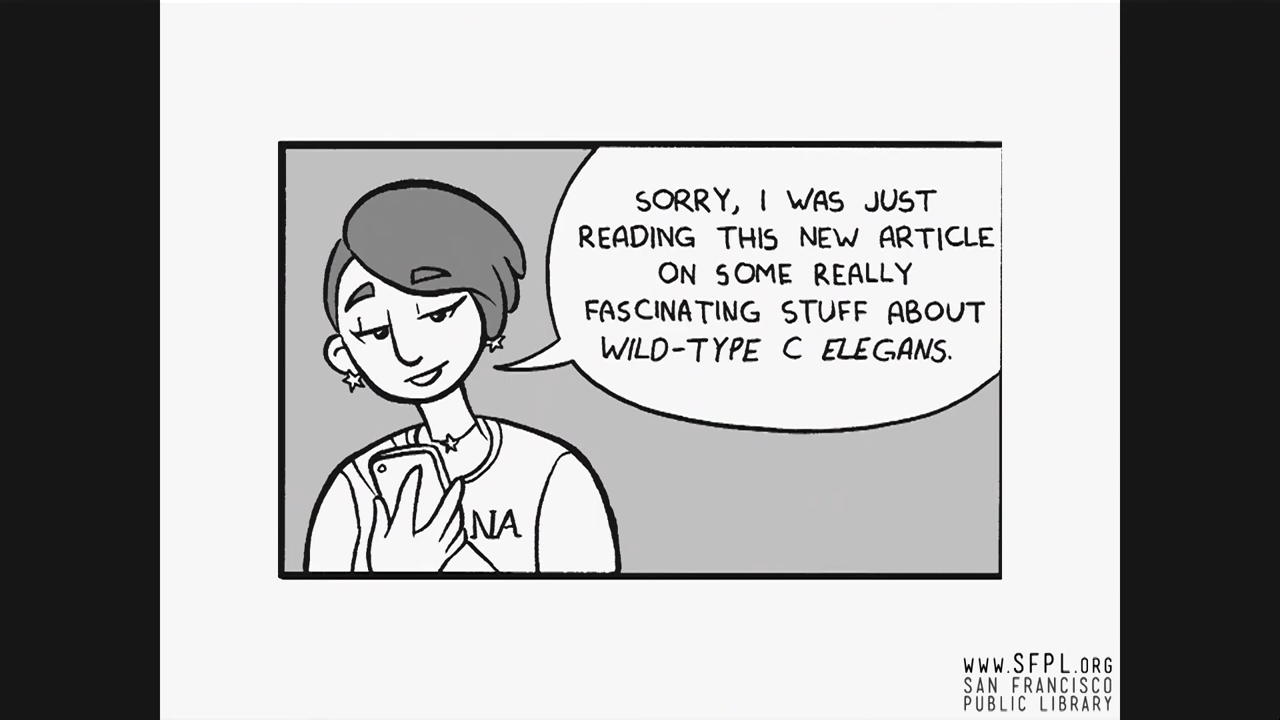 SORRY, I WAS JUST
READING THIS NEW ARTICLE
ON SOME REALLY
FASCINATING STUFF ABOUT
WILD-TYPE C ELEGANS.
NA
WWW.SFPL.ORG
SAN FRANCISCO
PUBLIC LIBRARY